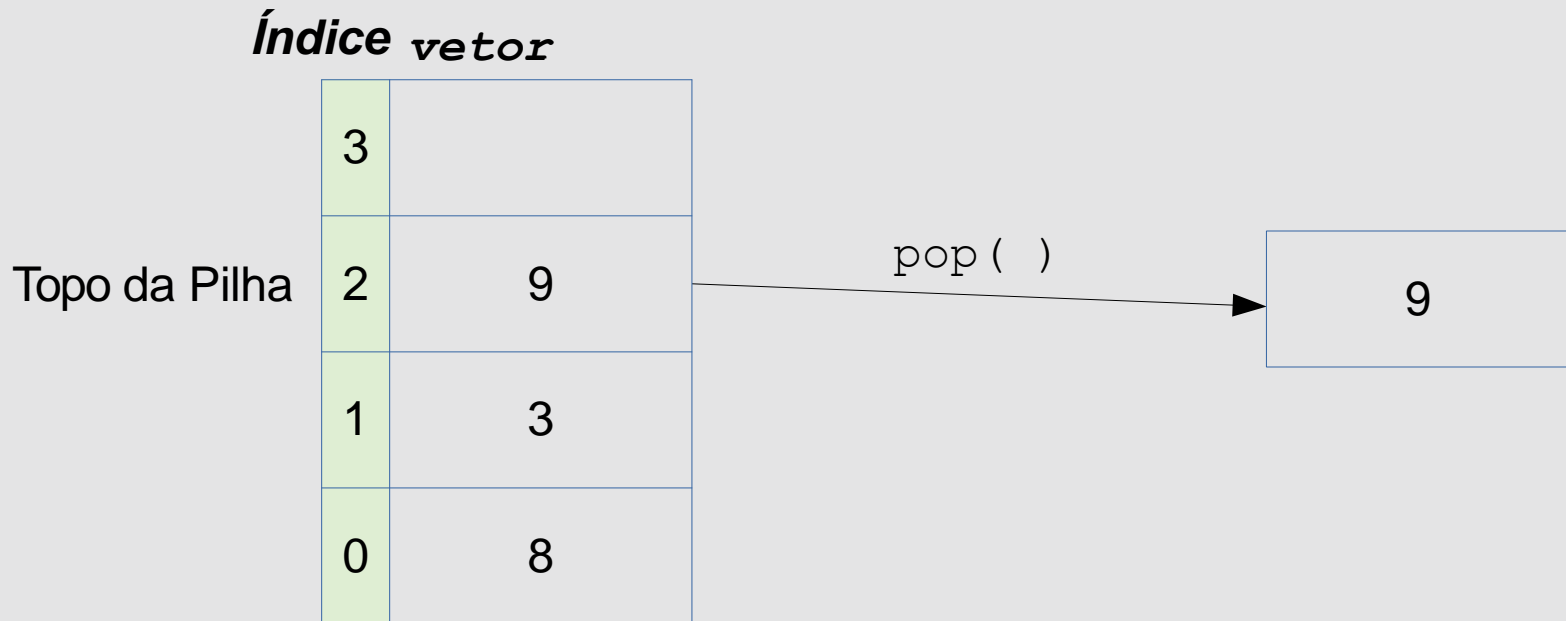 Índice vetor
3
pop( )
Topo da Pilha 2 9 9
1 3
0 8